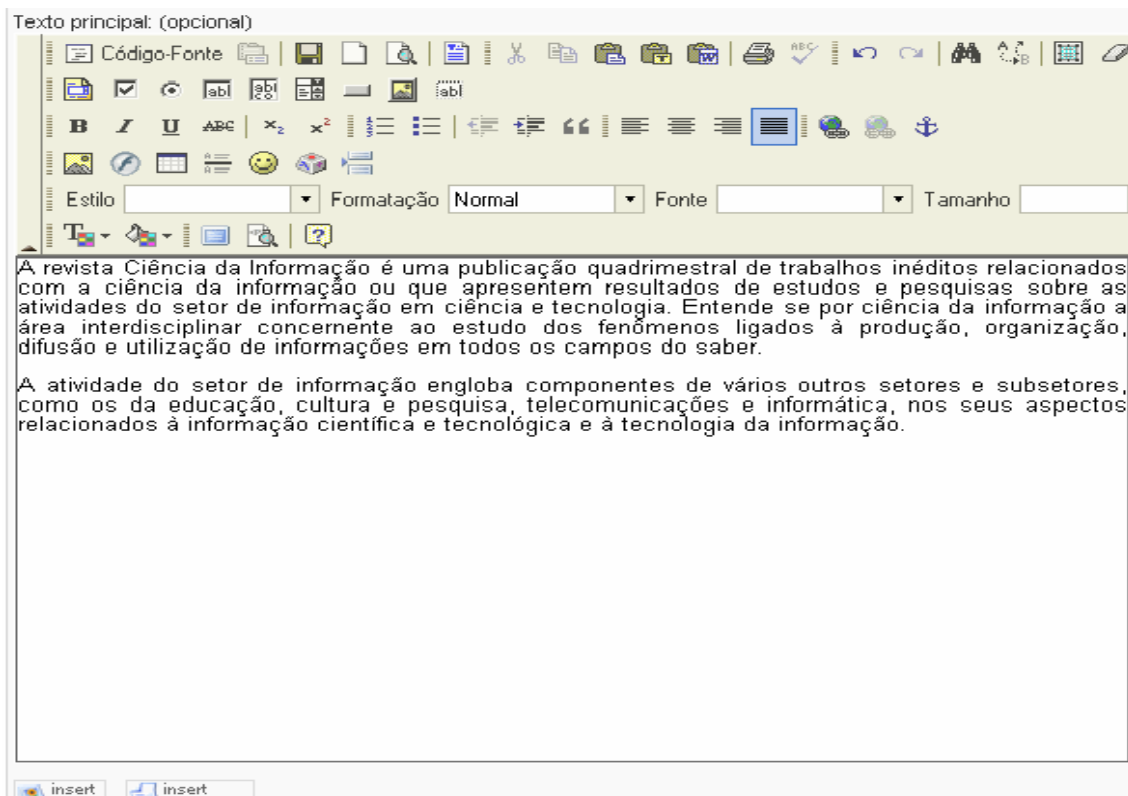 Texto principal: (opcional)
Código-Fonte
B I U ABC x₂ x²
Estilo Formatação Normal Fonte Tamanho
A revista Ciência da Informação é uma publicação quadrimestral de trabalhos inéditos relacionados
com a ciência da informação ou que apresentem resultados de estudos e pesquisas sobre as
atividades do setor de informação em ciência e tecnologia. Entende se por ciência da informação a
área interdisciplinar concernente ao estudo dos fenômenos ligados à produção, organização,
difusão e utilização de informações em todos os campos do saber.
A atividade do setor de informação engloba componentes de vários outros setores e subsetores,
como os da educação, cultura e pesquisa, telecomunicações e informática, nos seus aspectos
relacionados à informação científica e tecnológica e à tecnologia da informação.
insert insert